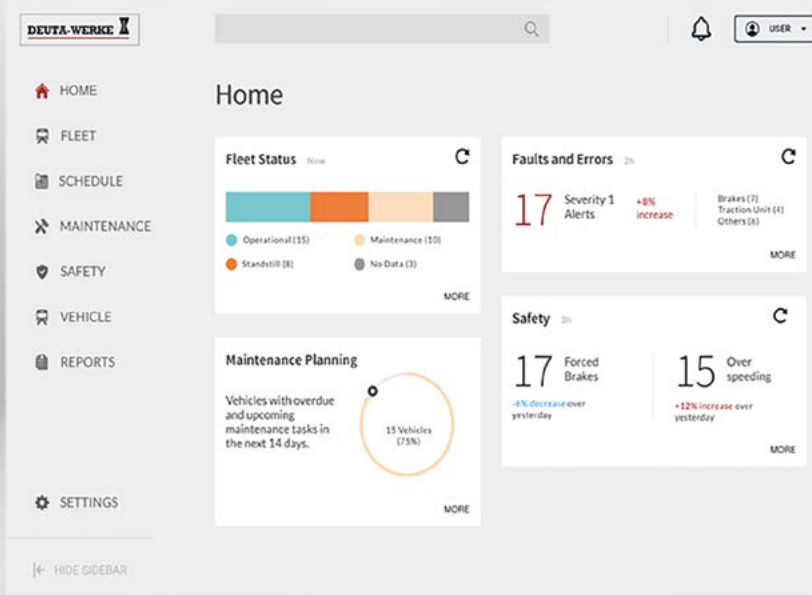 DEUTA-WERKE
USER
HOME
FLEET
SCHEDULE
MAINTENANCE
SAFETY
VEHICLE
REPORTS
SETTINGS
HIDE SIDEBAR
Home
Fleet Status Now
Operational (15)
Maintenance (10)
Standstill (8)
No Data (3)
MORE
Faults and Errors 2h
17 Severity 1
Alerts
+8%
increase
Brakes (7)
Traction Unit (4)
Others (6)
MORE
Maintenance Planning
Vehicles with overdue
and upcoming
maintenance tasks in
the next 14 days.
15 Vehicles
(75%)
MORE
Safety 3h
17 Forced
Brakes
-8% decrease over
yesterday
15 Over
speeding
+12% increase over
yesterday
MORE